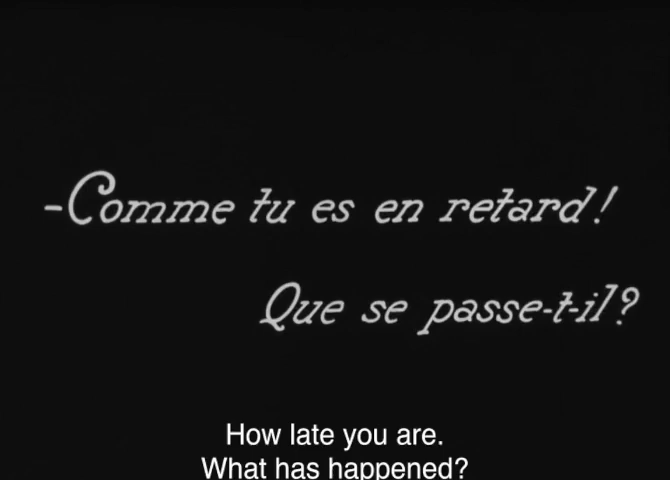 -Comme tu es en retard!
Que se passe-t-il?
How late you are.
What has happened?